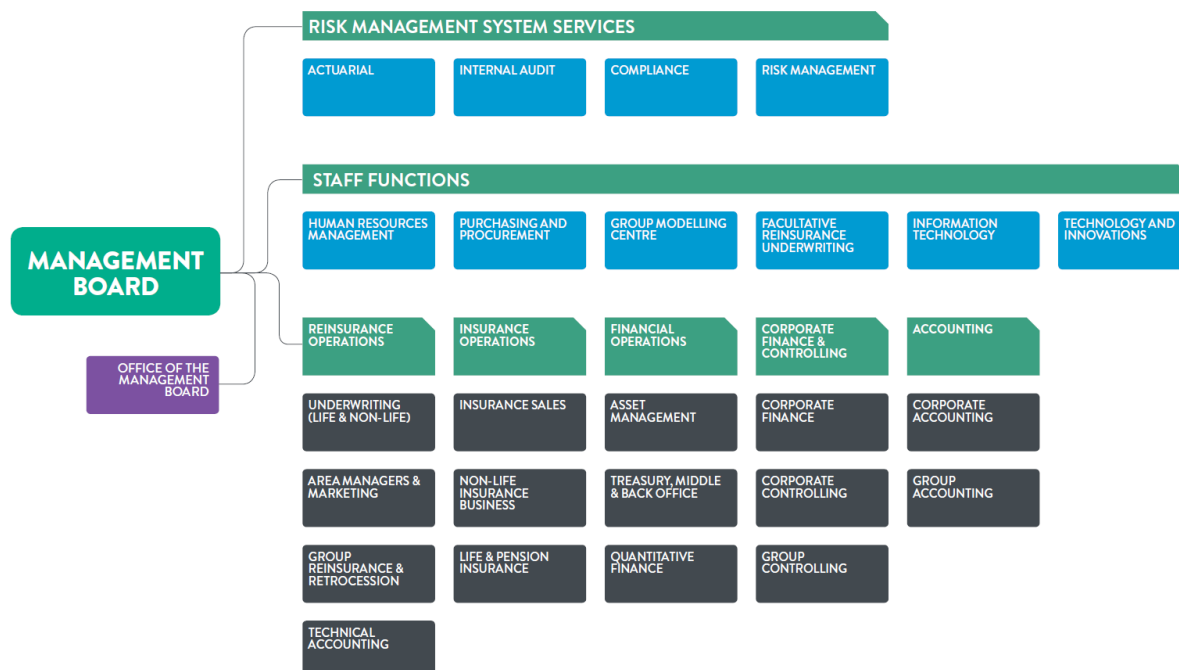 RISK MANAGEMENT SYSTEM SERVICES
ACTUARIAL
INTERNAL AUDIT
COMPLIANCE
RISK MANAGEMENT
STAFF FUNCTIONS
HUMAN RESOURCES
MANAGEMENT
PURCHASING AND
PROCUREMENT
GROUP MODELLING
CENTRE
FACULTATIVE
REINSURANCE
UNDERWRITING
INFORMATION
TECHNOLOGY
TECHNOLOGY AND
INNOVATIONS
MANAGEMENT
BOARD
OFFICE OF THE
MANAGEMENT
BOARD
REINSURANCE
OPERATIONS
INSURANCE
OPERATIONS
FINANCIAL
OPERATIONS
CORPORATE
FINANCE &
CONTROLLING
ACCOUNTING
UNDERWRITING
(LIFE & NON-LIFE)
INSURANCE SALES
ASSET
MANAGEMENT
CORPORATE
FINANCE
CORPORATE
ACCOUNTING
AREA MANAGERS &
MARKETING
NON-LIFE
INSURANCE
BUSINESS
TREASURY, MIDDLE
& BACK OFFICE
CORPORATE
CONTROLLING
GROUP
ACCOUNTING
GROUP
REINSURANCE &
RETROCESSION
LIFE & PENSION
INSURANCE
QUANTITATIVE
FINANCE
GROUP
CONTROLLING
TECHNICAL
ACCOUNTING